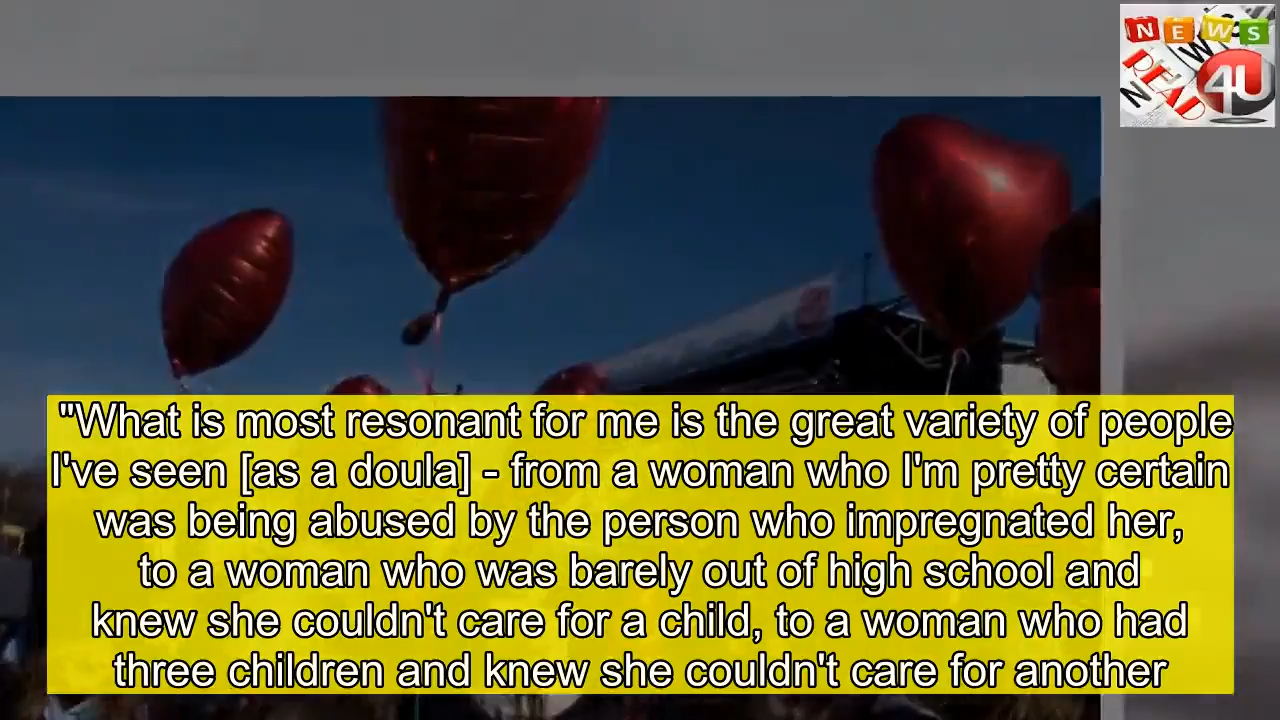 NEWS
READ
N
W
4U
"What is most resonant for me is the great variety of people
I've seen [as a doula] - from a woman who I'm pretty certain
was being abused by the person who impregnated her,
to a woman who was barely out of high school and
knew she couldn't care for a child, to a woman who had
three children and knew she couldn't care for another